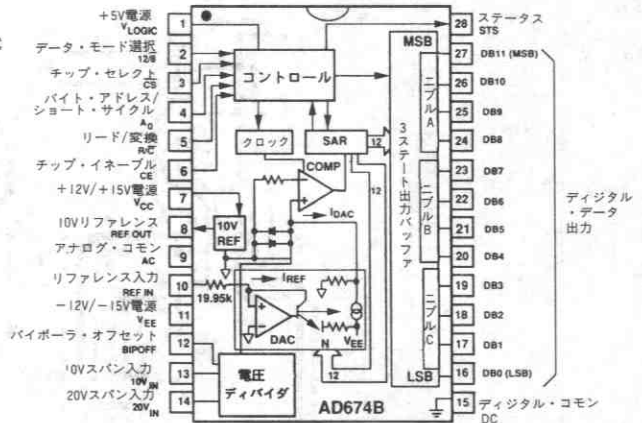 +5V電源
VLOGIC
1
データ・モード選択
12/8
2
チップ・セレクト
CS
3
バイト・アドレス/
ショート・サイクル
A0
4
リード/変換
R/C
5
チップ・イネーブル
CE
6
+12V/+15V電源
VCC
7
10Vリファレンス
REF OUT
8
アナログ・コモン
AC
9
リファレンス入力
REF IN
10
-12V/-15V電源
VEE
11
バイポーラ・オフセット
BIPOFF
12
10Vスパン入力
10VIN
13
20Vスパン入力
20VIN
14
コントロール
クロック
SAR
12
COMP
12
IDAC
10V
REF
19.95k
IREF
DAC
VEE
N
12
電圧
ディバイダ
AD674B
MSB
3ステート出力バッファ
LSB
ニブルA
ニブルB
ニブルC
28
ステータス
STS
27
DB11 (MSB)
26
DB10
25
DB9
24
DB8
23
DB7
22
DB6
21
DB5
20
DB4
19
DB3
18
DB2
17
DB1
16
DB0 (LSB)
15
ディジタル・コモン
DC
ディジタル
・データ
出力